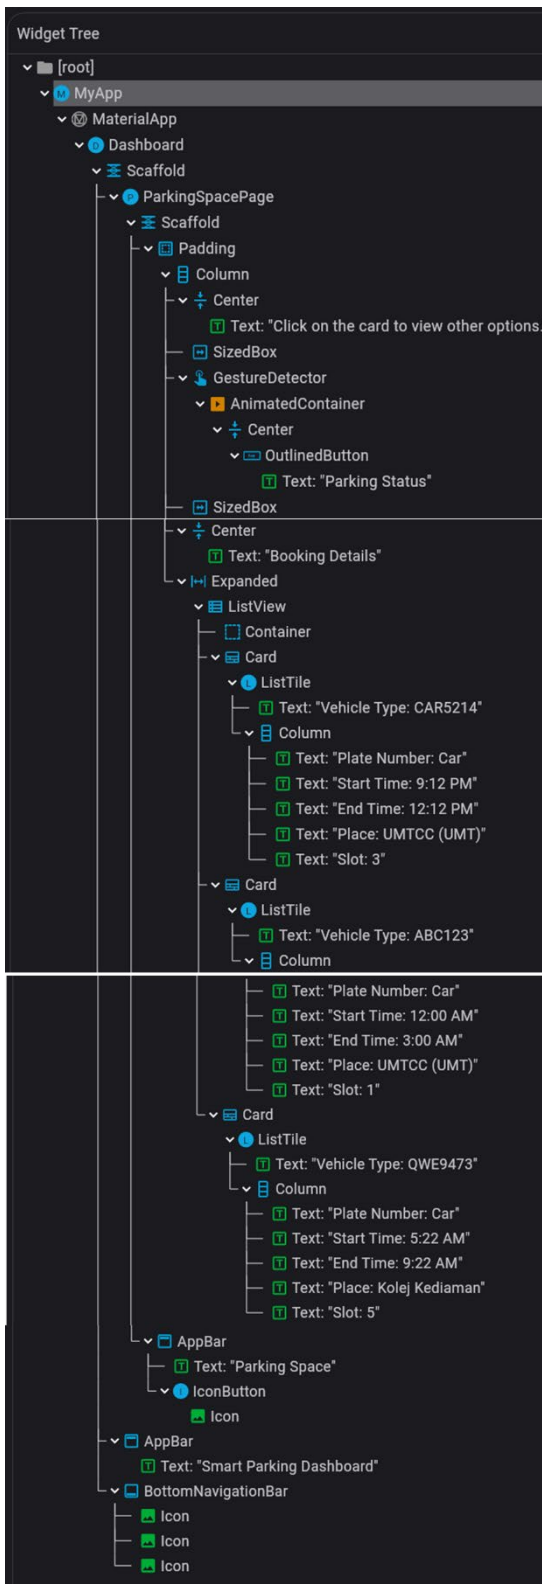 Widget Tree
[root]
MyApp
MaterialApp
Dashboard
Scaffold
ParkingSpacePage
Scaffold
Padding
Column
Center
Text: "Click on the card to view other options.
SizedBox
GestureDetector
AnimatedContainer
Center
OutlinedButton
Text: "Parking Status"
SizedBox
Center
Text: "Booking Details"
Expanded
ListView
Container
Card
ListTile
Text: "Vehicle Type: CAR5214"
Column
Text: "Plate Number: Car"
Text: "Start Time: 9:12 PM"
Text: "End Time: 12:12 PM"
Text: "Place: UMTCC (UMT)"
Text: "Slot: 3"
Card
ListTile
Text: "Vehicle Type: ABC123"
Column
Text: "Plate Number: Car"
Text: "Start Time: 12:00 AM"
Text: "End Time: 3:00 AM"
Text: "Place: UMTCC (UMT)"
Text: "Slot: 1"
Card
ListTile
Text: "Vehicle Type: QWE9473"
Column
Text: "Plate Number: Car"
Text: "Start Time: 5:22 AM"
Text: "End Time: 9:22 AM"
Text: "Place: Kolej Kediaman"
Text: "Slot: 5"
AppBar
Text: "Parking Space"
IconButton
Icon
AppBar
Text: "Smart Parking Dashboard"
BottomNavigationBar
Icon
Icon
Icon